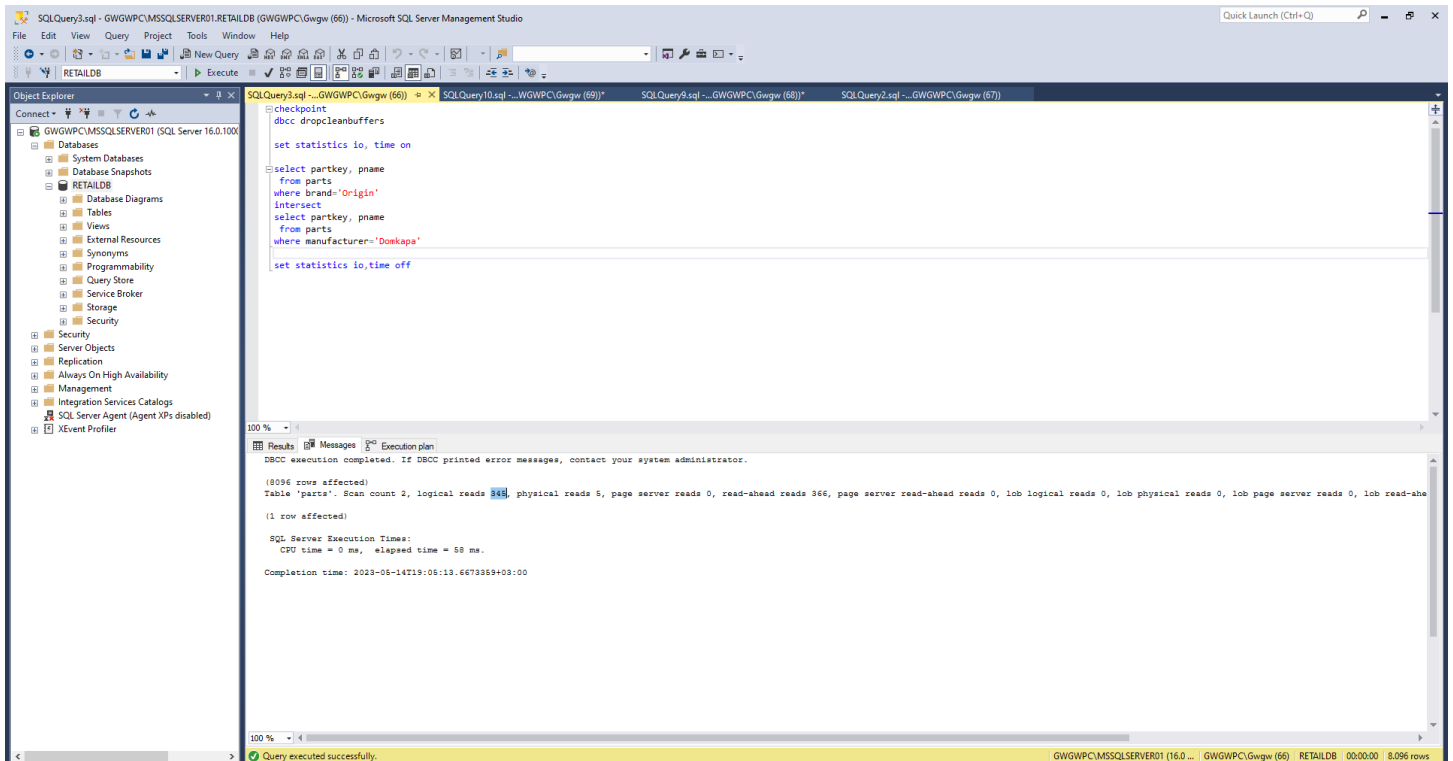 SQLQuery3.sql - GWGWPC\MSSQLSERVER01.RETAILDB (GWGWPC\Gwgw (66)) - Microsoft SQL Server Management Studio
Quick Launch (Ctrl+Q)
File Edit View Query Project Tools Window Help
New Query
RETAILDB Execute
Object Explorer
Connect
GWGWPC\MSSQLSERVER01 (SQL Server 16.0.100
Databases
System Databases
Database Snapshots
RETAILDB
Database Diagrams
Tables
Views
External Resources
Synonyms
Programmability
Query Store
Service Broker
Storage
Security
Security
Server Objects
Replication
Always On High Availability
Management
Integration Services Catalogs
SQL Server Agent (Agent XPs disabled)
XEvent Profiler
SQLQuery3.sql -...GWGWPC\Gwgw (66)) SQLQuery10.sql -...WGWPC\Gwgw (69))* SQLQuery9.sql -...GWGWPC\Gwgw (68))* SQLQuery2.sql -...GWGWPC\Gwgw (67))
checkpoint
dbcc dropcleanbuffers
set statistics io, time on
select partkey, pname
from parts
where brand='Origin'
intersect
select partkey, pname
from parts
where manufacturer='Domkapa'
set statistics io,time off
100 %
Results Messages Execution plan
DBCC execution completed. If DBCC printed error messages, contact your system administrator.
(8096 rows affected)
Table 'parts'. Scan count 2, logical reads 345, physical reads 5, page server reads 0, read-ahead reads 366, page server read-ahead reads 0, lob logical reads 0, lob physical reads 0, lob page server reads 0, lob read-ahe
(1 row affected)
SQL Server Execution Times:
CPU time = 0 ms, elapsed time = 58 ms.
Completion time: 2023-05-14T19:05:13.6673359+03:00
100 %
Query executed successfully.
GWGWPC\MSSQLSERVER01 (16.0 ... GWGWPC\Gwgw (66) RETAILDB 00:00:00 8.096 rows